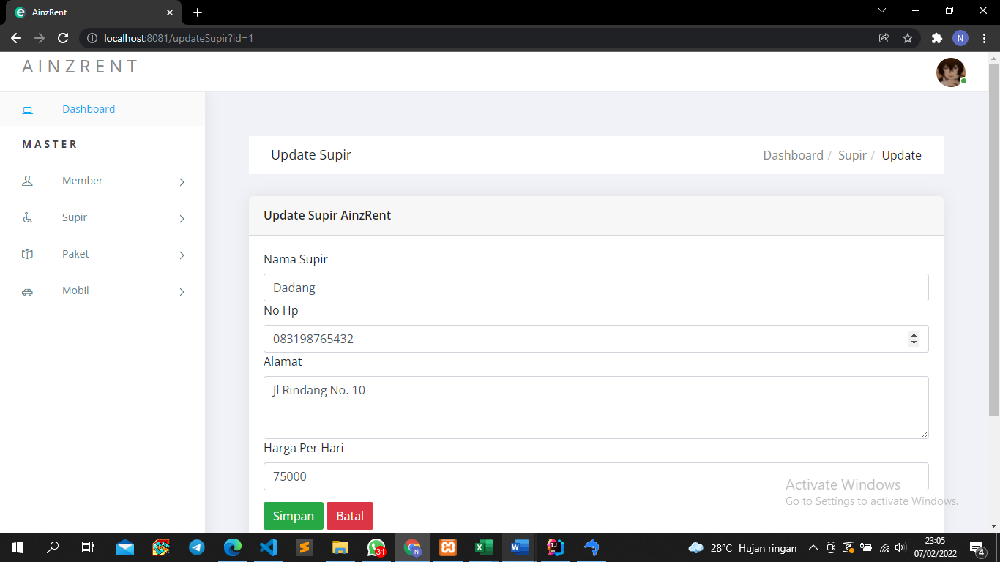 AinzRent
localhost:8081/updateSupir?id=1
N
AINZRENT
Dashboard
MASTER
Member
Supir
Paket
Mobil
Update Supir
Dashboard / Supir / Update
Update Supir AinzRent
Nama Supir
Dadang
No Hp
083198765432
Alamat
Jl Rindang No. 10
Harga Per Hari
75000
Simpan Batal
Activate Windows
Go to Settings to activate Windows.
31
N
28°C Hujan ringan
23:05
07/02/2022
4